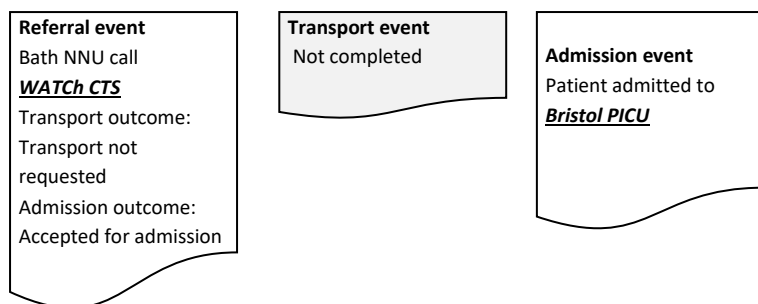 Referral event
Bath NNU call
WATCh CTS
Transport outcome:
Transport not
requested
Admission outcome:
Accepted for admission
Transport event
Not completed
Admission event
Patient admitted to
Bristol PICU